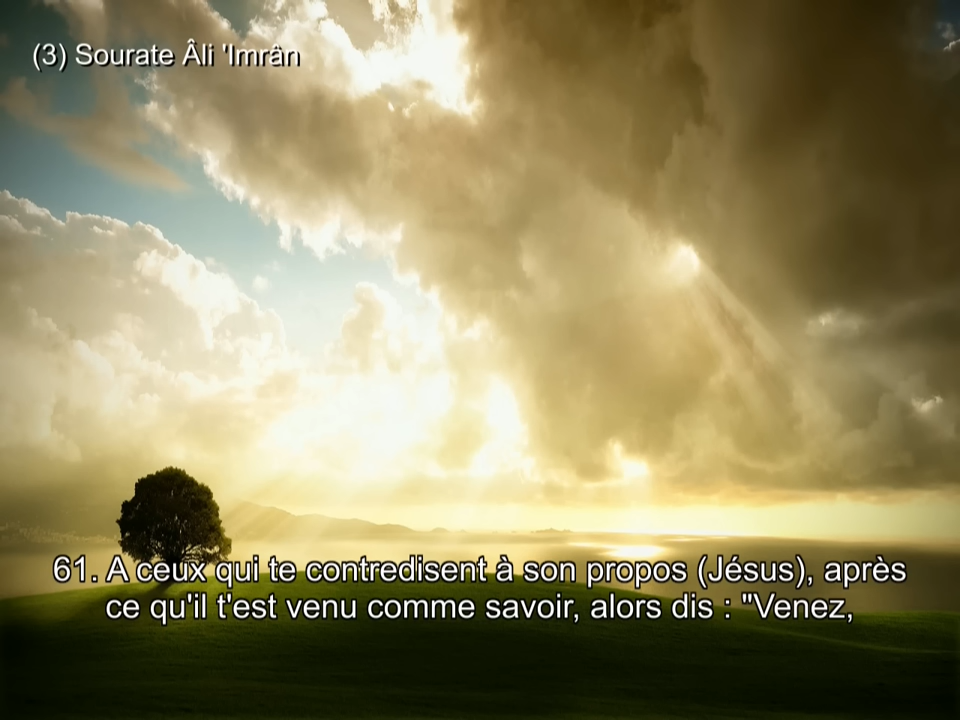 (3) Sourate Âli 'Imrân
61. A ceux qui te contredisent à son propos (Jésus), après
ce qu'il t'est venu comme savoir, alors dis : "Venez,